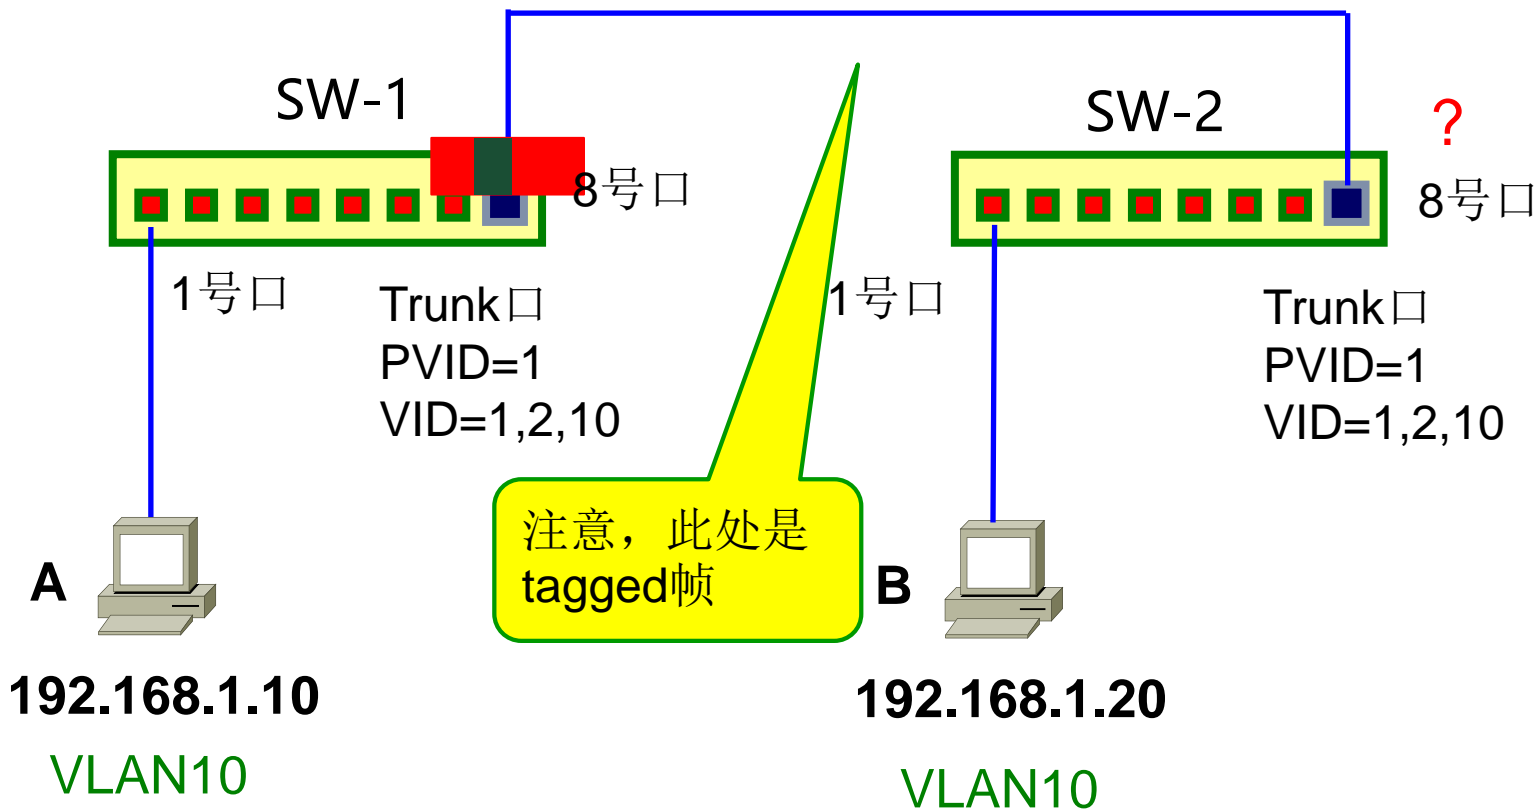 SW-1
SW-2
?
8号口
8号口
1号口
1号口
Trunk口
PVID=1
VID=1,2,10
Trunk口
PVID=1
VID=1,2,10
注意，此处是
tagged帧
A
B
192.168.1.10
192.168.1.20
VLAN10
VLAN10